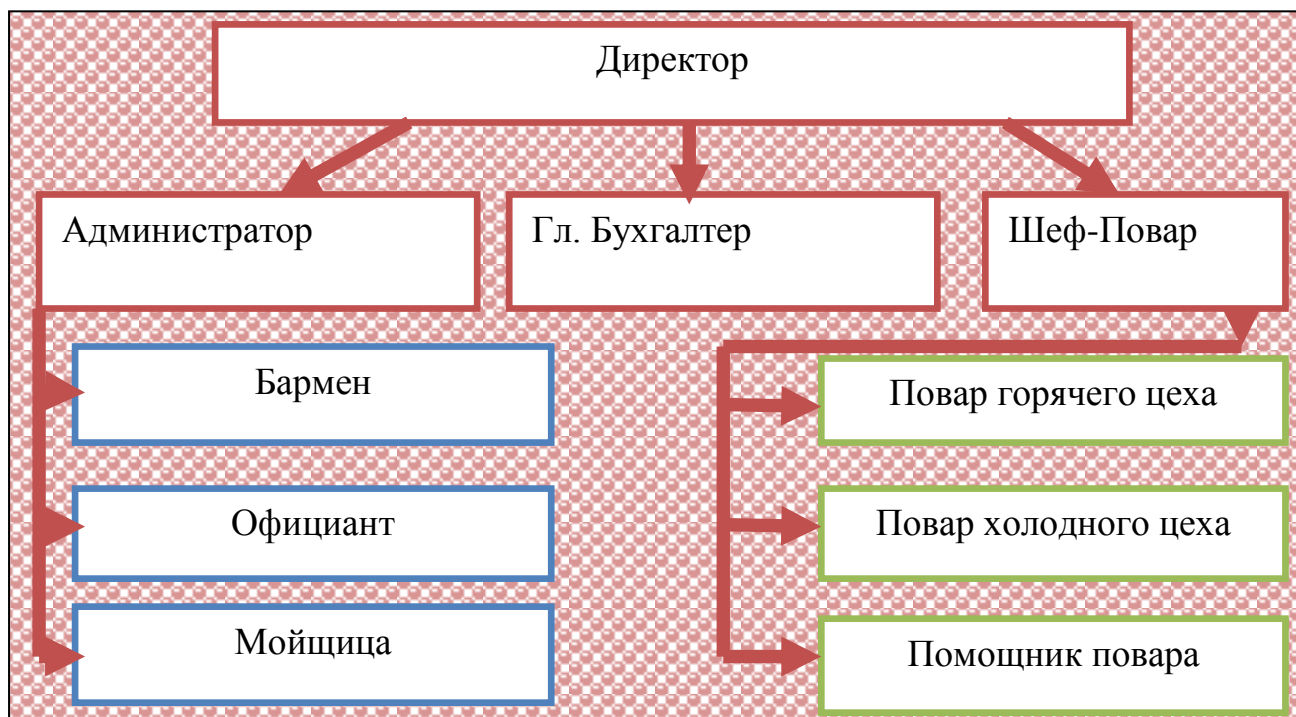 Директор
Администратор
Гл. Бухгалтер
Шеф-Повар
Бармен
Повар горячего цеха
Официант
Повар холодного цеха
Мойщица
Помощник повара